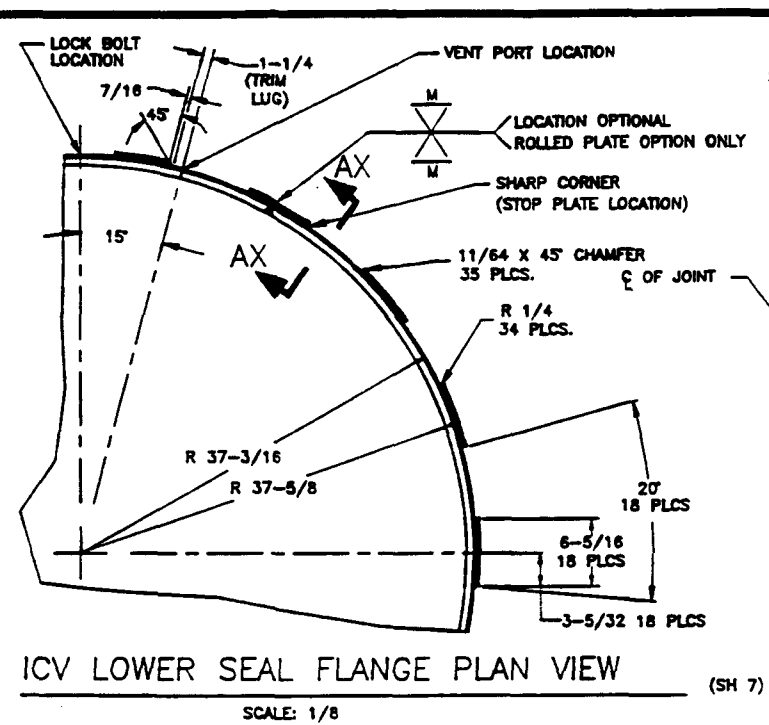 LOCK BOLT
LOCATION
1-1/4
(TRIM
LUG)
7/16
45°
VENT PORT LOCATION
M
M
LOCATION OPTIONAL
ROLLED PLATE OPTION ONLY
AX
SHARP CORNER
(STOP PLATE LOCATION)
15°
AX
11/64 X 45° CHAMFER
35 PLCS.
℄ OF JOINT
R 1/4
34 PLCS.
R 37-3/16
R 37-5/8
20°
18 PLCS
6-5/16
18 PLCS
3-5/32 18 PLCS
ICV LOWER SEAL FLANGE PLAN VIEW
(SH 7)
SCALE: 1/8